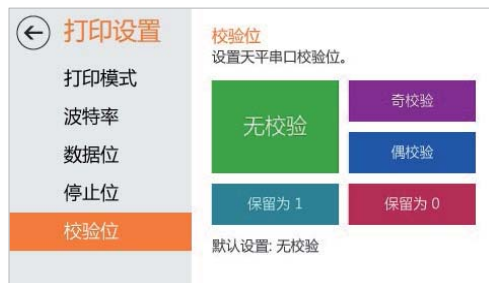 打印设置
打印模式
波特率
数据位
停止位
校验位
校验位
设置天平串口校验位。
无校验
奇校验
偶校验
保留为 1
保留为 0
默认设置: 无校验